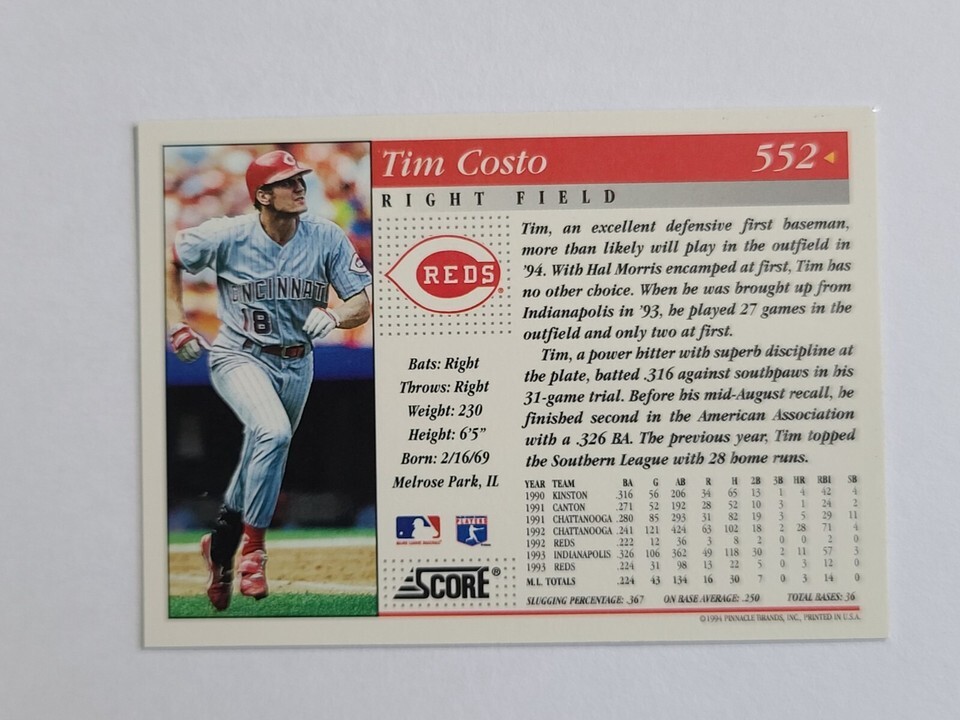 Tim Costo 552
RIGHT FIELD
CINCINNATI
18
REDS
Bats: Right
Throws: Right
Weight: 230
Height: 6'5"
Born: 2/16/69
Melrose Park, IL
PLAYERS
SCORE®
Tim, an excellent defensive first baseman,
more than likely will play in the outfield in
'94. With Hal Morris encamped at first, Tim has
no other choice. When he was brought up from
Indianapolis in '93, he played 27 games in the
outfield and only two at first.
Tim, a power hitter with superb discipline at
the plate, batted .316 against southpaws in his
31-game trial. Before his mid-August recall, he
finished second in the American Association
with a .326 BA. The previous year, Tim topped
the Southern League with 28 home runs.
YEAR TEAM BA G AB R H 2B 3B HR RBI SB
1990 KINSTON .316 56 206 34 65 13 1 4 42 4
1991 CANTON .271 52 192 28 52 10 3 1 24 2
1991 CHATTANOOGA .280 85 293 31 82 19 3 5 29 11
1992 CHATTANOOGA .241 121 424 63 102 18 2 28 71 4
1992 REDS .222 12 36 3 8 2 0 0 2 0
1993 INDIANAPOLIS .326 106 362 49 118 30 2 11 57 3
1993 REDS .224 31 98 13 22 5 0 3 12 0
M.L. TOTALS .224 43 134 16 30 7 0 3 14 0
SLUGGING PERCENTAGE: .367 ON BASE AVERAGE: .250 TOTAL BASES: 36
©1994 PINNACLE BRANDS, INC., PRINTED IN U.S.A.